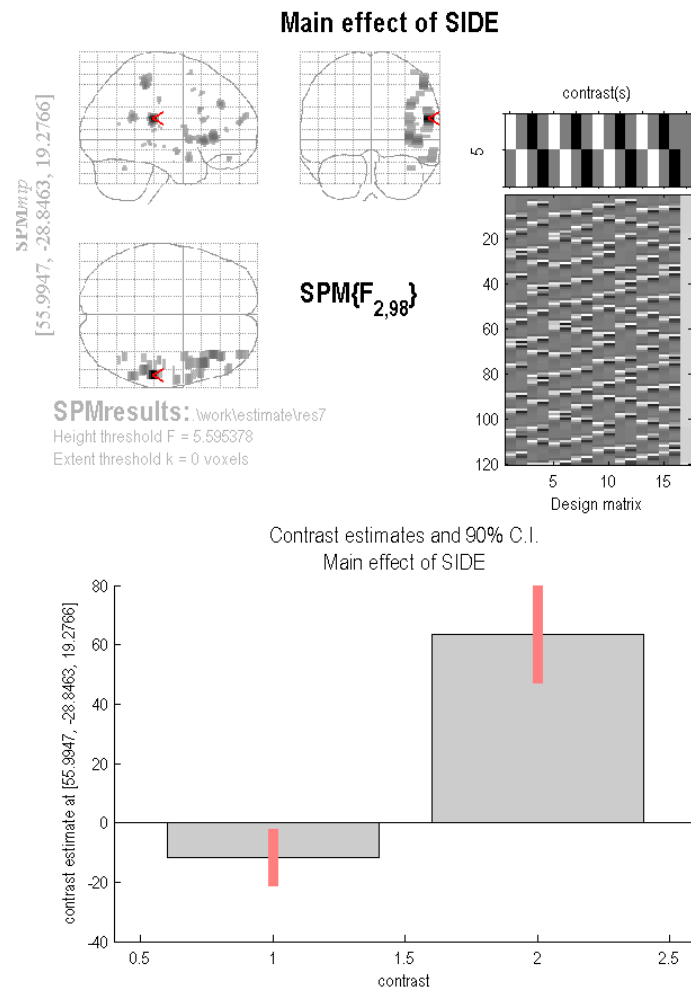 Main effect of SIDE
SPMmip
[55.9947, -28.8463, 19.2766]
SPM{F2,98}
SPMresults: .\work\estimate\res7
Height threshold F = 5.595378
Extent threshold k = 0 voxels
contrast(s)
5
20
40
60
80
100
120
5 10 15
Design matrix
Contrast estimates and 90% C.I.
Main effect of SIDE
contrast estimate at [55.9947, -28.8463, 19.2766]
80
60
40
20
0
-20
-40
0.5 1 1.5 2 2.5
contrast